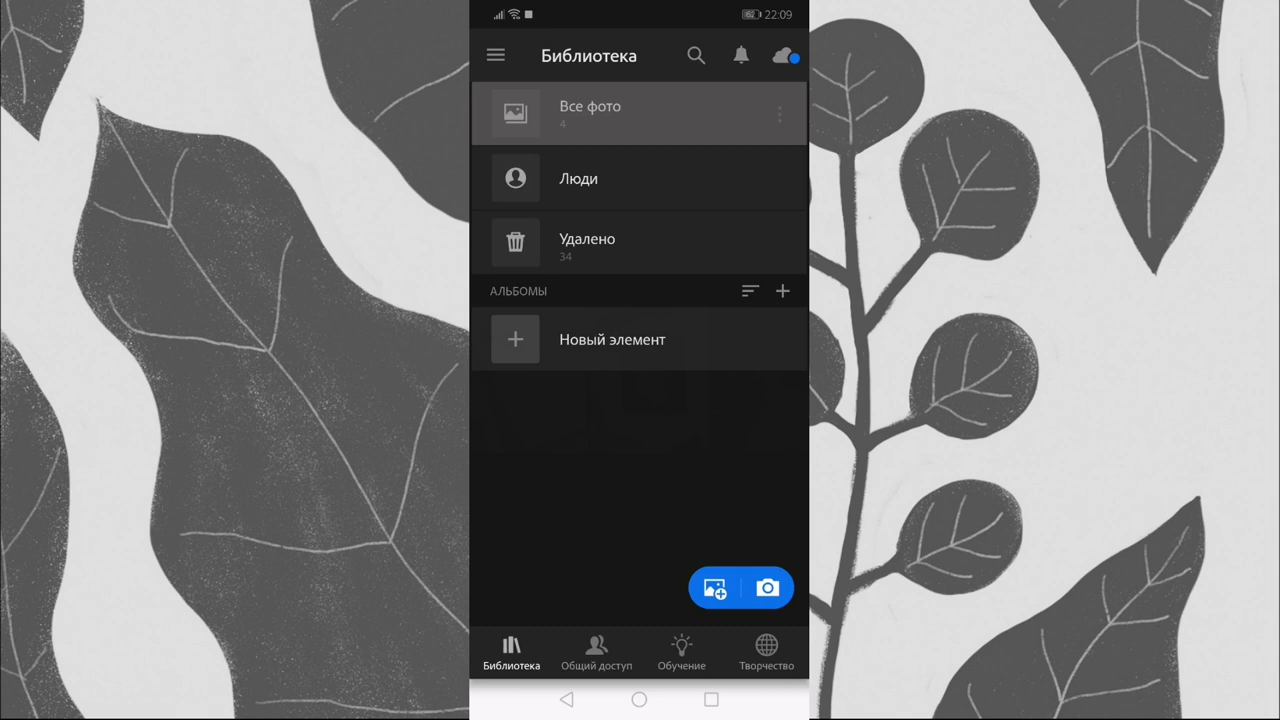 22:09
Библиотека
Все фото
4
Люди
Удалено
34
АЛЬБОМЫ
Новый элемент
Библиотека
Общий доступ
Обучение
Творчество